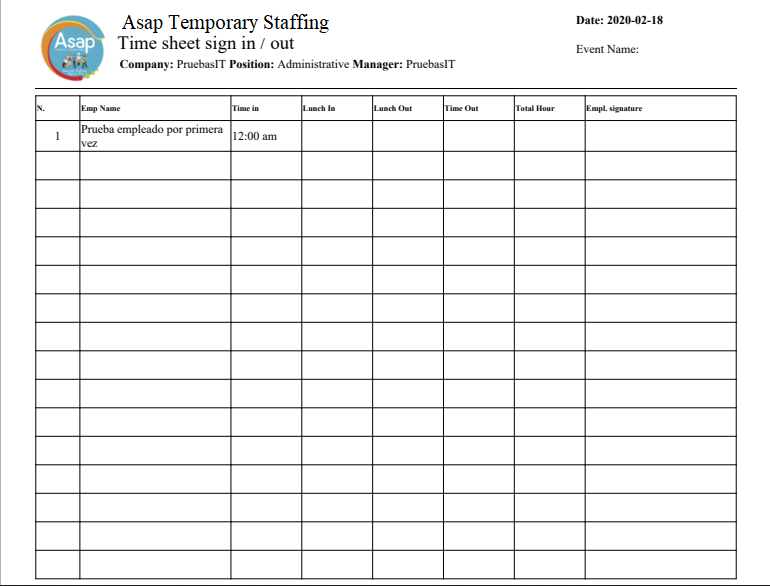 Asap
Asap Temporary Staffing
Time sheet sign in / out
Company: PruebasIT Position: Administrative Manager: PruebasIT
Date: 2020-02-18
Event Name:
N. Emp Name Time in Lunch In Lunch Out Time Out Total Hour Empl. signature
1 Prueba empleado por primera vez 12:00 am